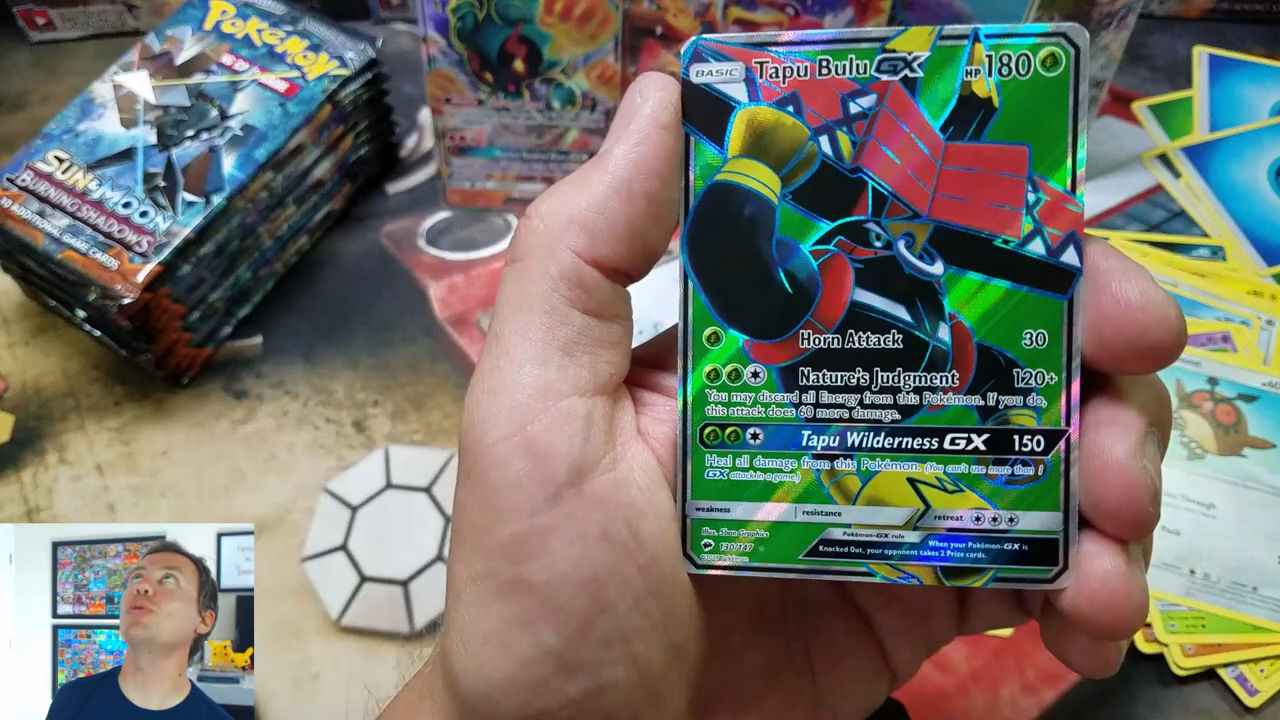 POKÉMON
SUN & MOON
BURNING SHADOWS
10 ADDITIONAL GAME CARDS
BASIC Tapu Bulu GX HP 180
Horn Attack 30
Nature's Judgment 120+
You may discard all Energy from this Pokémon. If you do,
this attack does 60 more damage.
Tapu Wilderness GX 150
Heal all damage from this Pokémon. (You can't use more than 1
GX attack in a game.)
weakness resistance retreat
Illus. 5ban Graphics
130/147
Pokémon-GX rule
When your Pokémon-GX is
Knocked Out, your opponent takes 2 Prize cards.